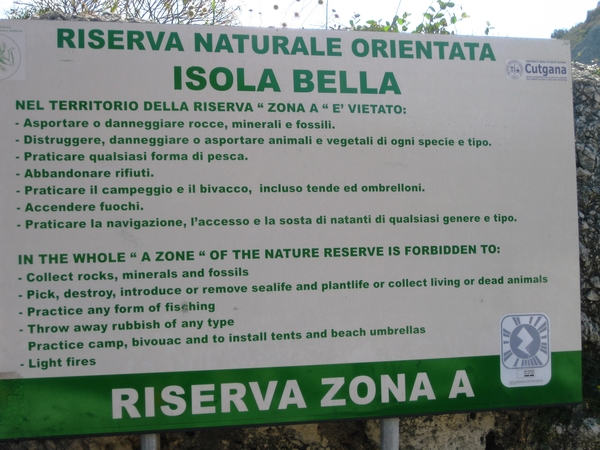 RISERVA NATURALE ORIENTATA
ISOLA BELLA
Cutgana
NEL TERRITORIO DELLA RISERVA “ ZONA A “ E' VIETATO:
- Asportare o danneggiare rocce, minerali e fossili.
- Distruggere, danneggiare o asportare animali e vegetali di ogni specie e tipo.
- Praticare qualsiasi forma di pesca.
- Abbandonare rifiuti.
- Praticare il campeggio e il bivacco, incluso tende ed ombrelloni.
- Accendere fuochi.
- Praticare la navigazione, l'accesso e la sosta di natanti di qualsiasi genere e tipo.
IN THE WHOLE “ A ZONE “ OF THE NATURE RESERVE IS FORBIDDEN TO:
- Collect rocks, minerals and fossils
- Pick, destroy, introduce or remove sealife and plantlife or collect living or dead animals
- Practice any form of fisching
- Throw away rubbish of any type
Practice camp, bivouac and to install tents and beach umbrellas
- Light fires
RISERVA ZONA A